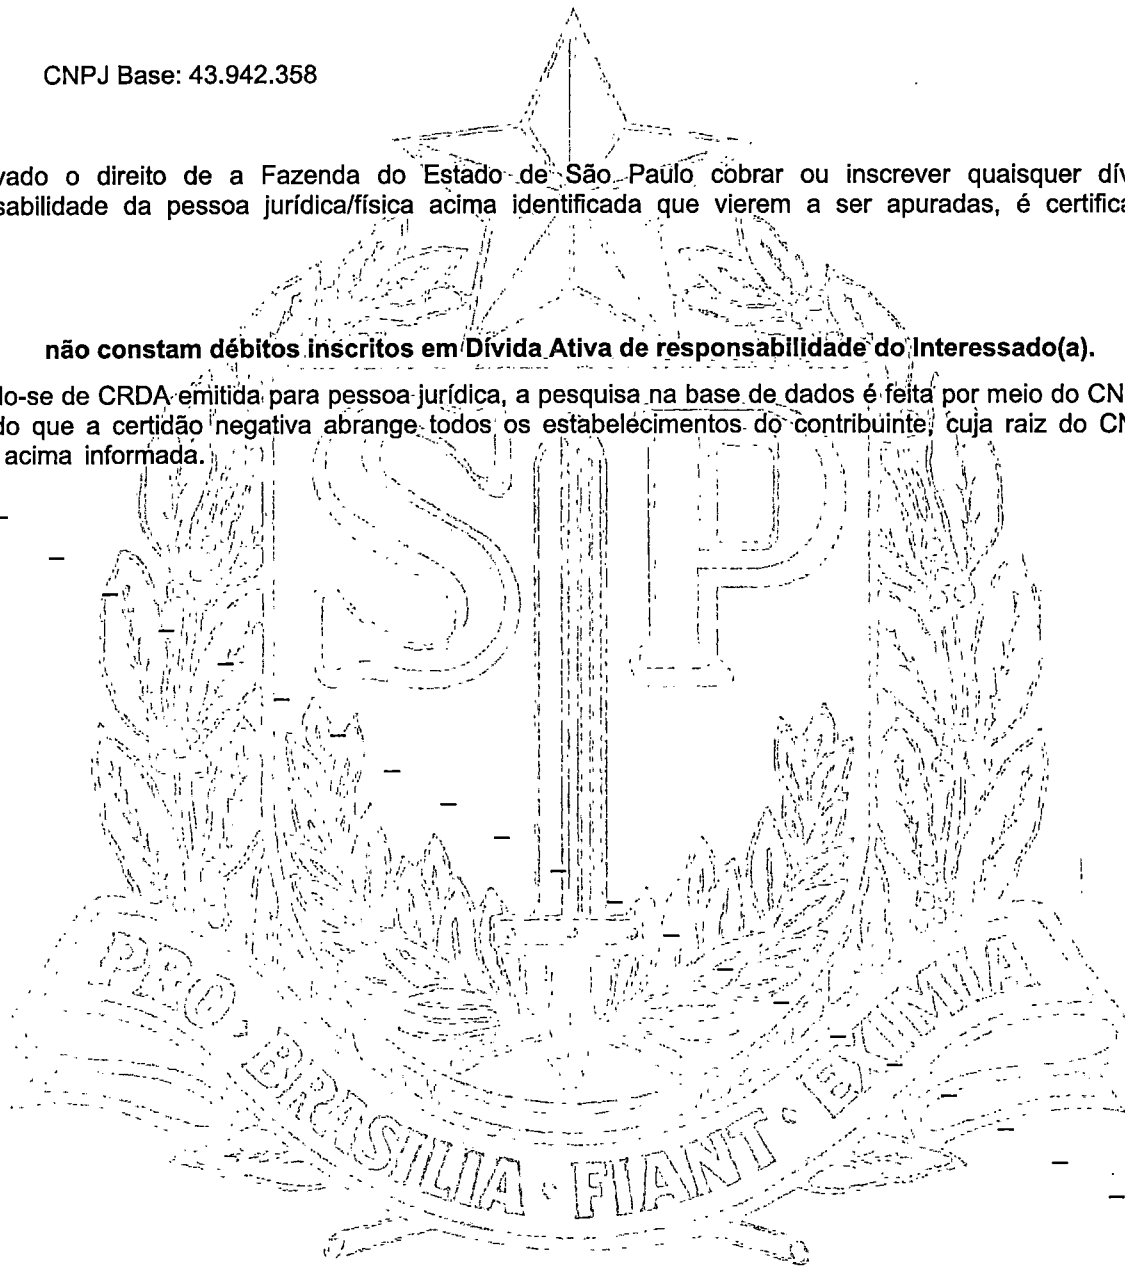 CNPJ Base: 43.942.358
vado o direito de a Fazenda do Estado de São Paulo cobrar ou inscrever quaisquer dív
sabilidade da pessoa jurídica/física acima identificada que vierem a ser apuradas, é certifica
não constam débitos inscritos em Dívida Ativa de responsabilidade do Interessado(a).
do-se de CRDA emitida para pessoa jurídica, a pesquisa na base de dados é feita por meio do CN
do que a certidão negativa abrange todos os estabelecimentos do contribuinte, cuja raiz do CN
acima informada.
SP
PRO BRASILIA FIANT EXIMIA